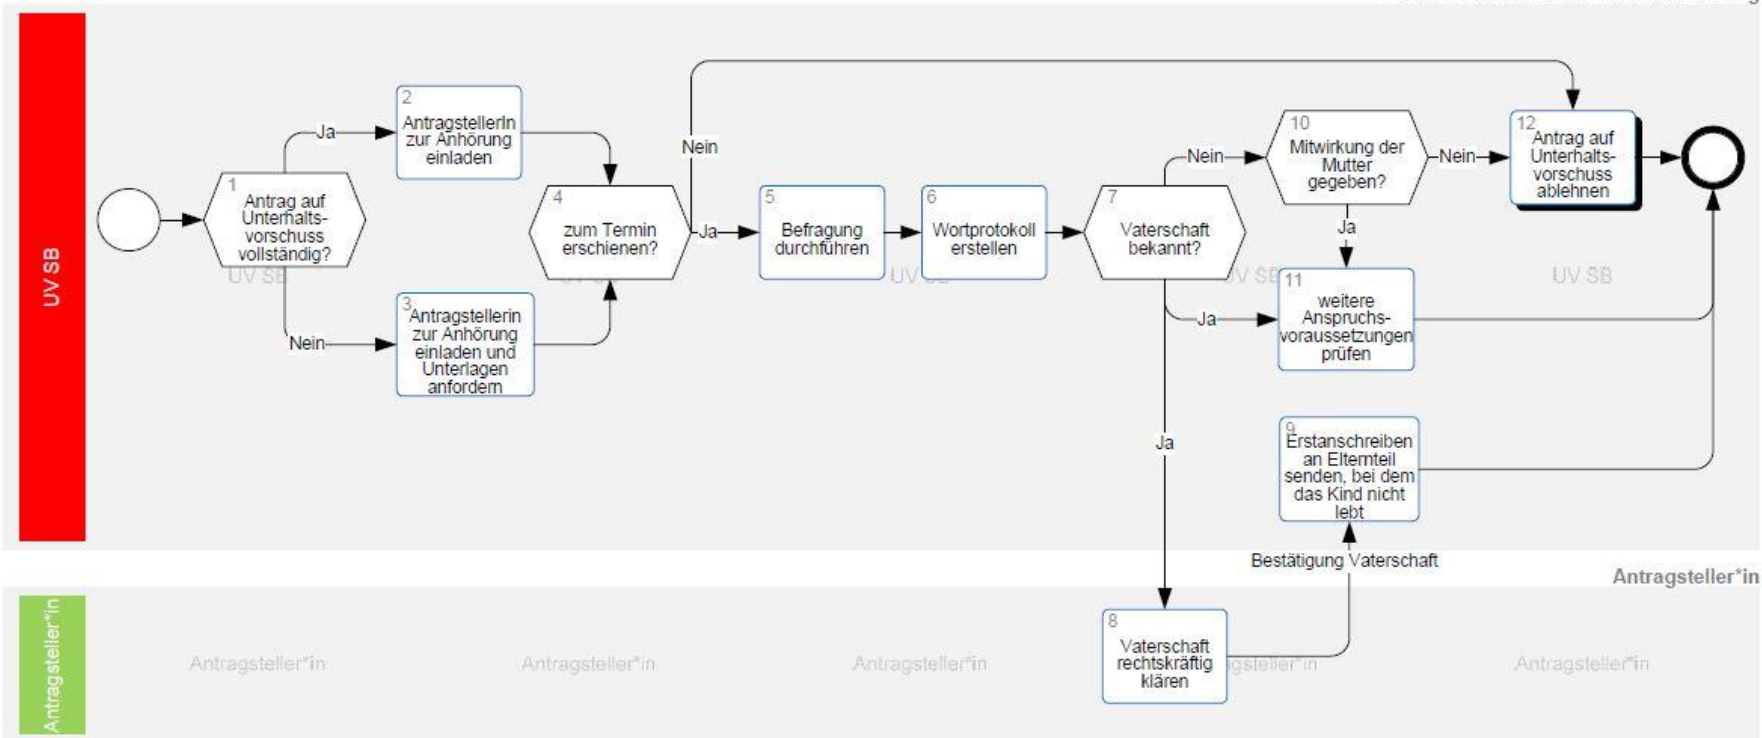 UV SB
1
Antrag auf
Unterhalts-
vorschuss
vollständig?
Ja
Nein
2
AntragstellerIn
zur Anhörung
einladen
3
Antragstellerin
zur Anhörung
einladen und
Unterlagen
anfordern
4
zum Termin
erschienen?
Nein
Ja
5
Befragung
durchführen
6
Wortprotokoll
erstellen
7
Vaterschaft
bekannt?
Nein
Ja
Ja
10
Mitwirkung der
Mutter
gegeben?
Nein
Ja
11
weitere
Anspruchs-
voraussetzungen
prüfen
12
Antrag auf
Unterhalts-
vorschuss
ablehnen
9
Erstanschreiben
an Elternteil
senden, bei dem
das Kind nicht
lebt
Bestätigung Vaterschaft
UV SB
UV SB
UV SB
Antragsteller*in
Antragsteller*in
8
Vaterschaft
rechtskräftig
klären
Antragsteller*in
Antragsteller*in
Antragsteller*in
Antragsteller*in